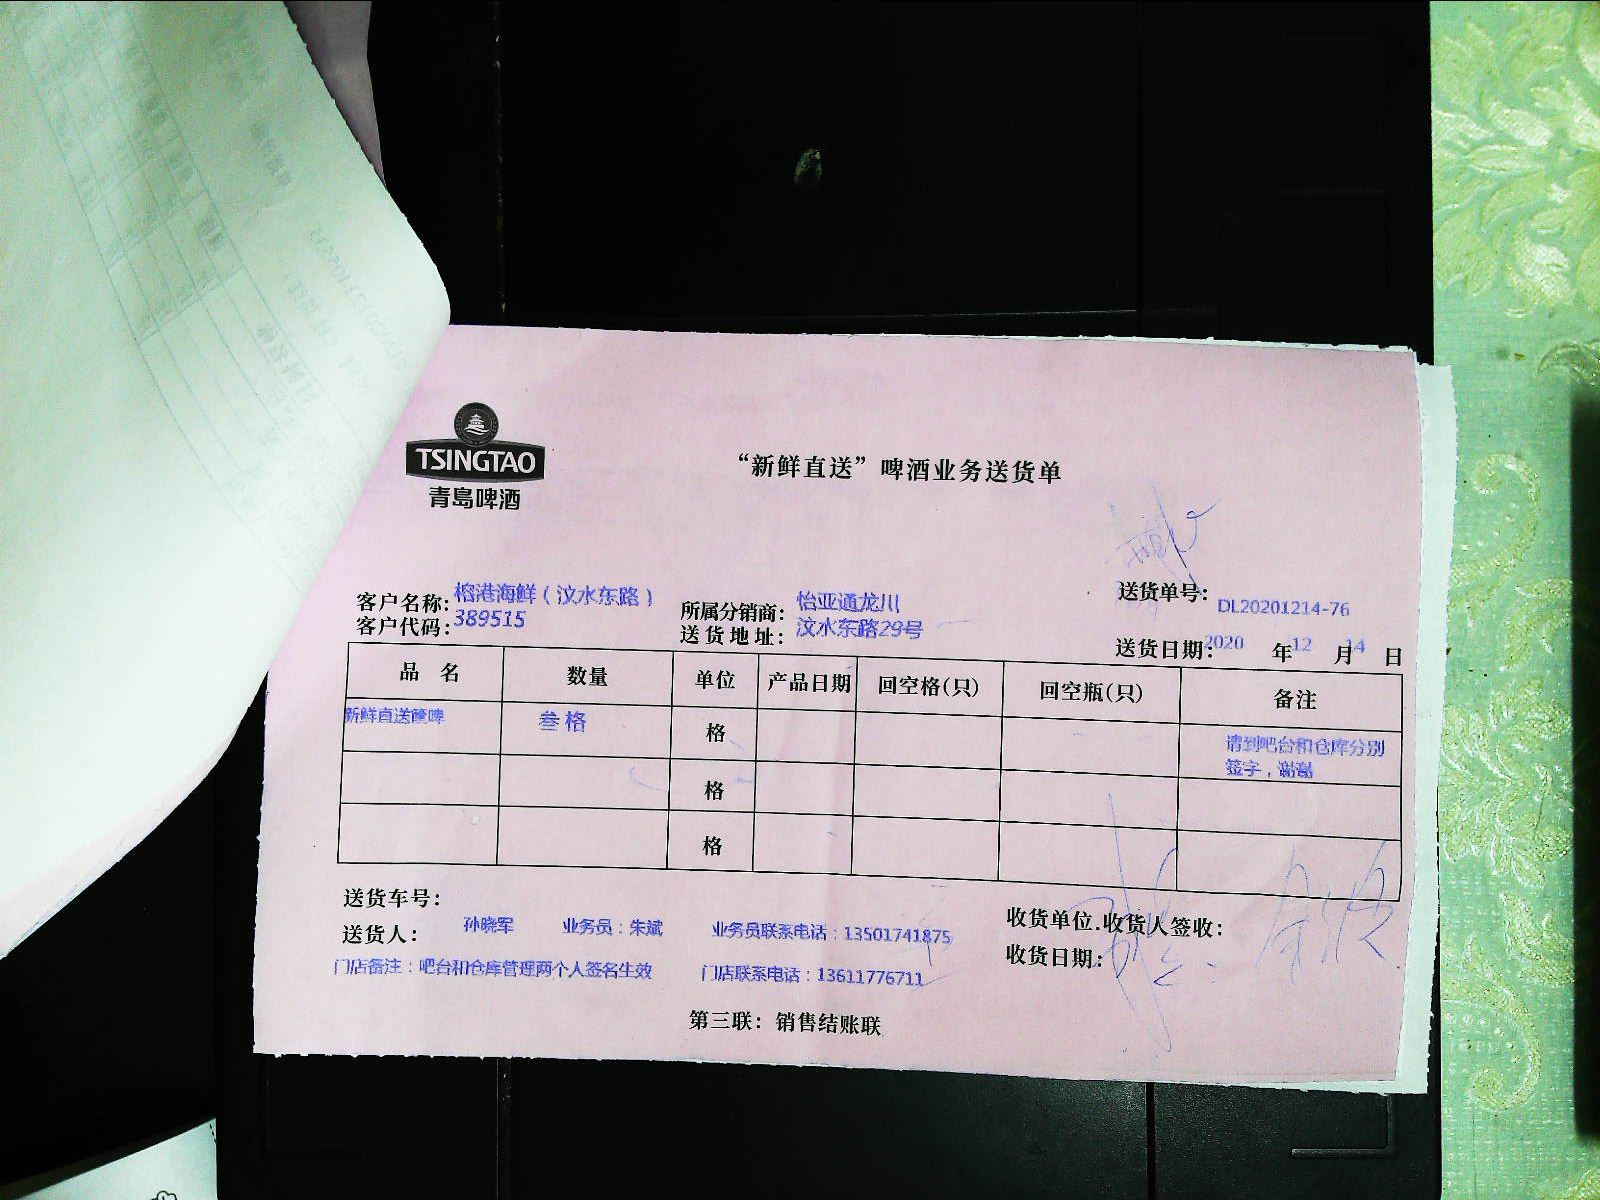 TSINGTAO
青岛啤酒
“新鲜直送”啤酒业务送货单
客户名称：榕港海鲜（汶水东路）
客户代码：389515
所属分销商：怡亚通龙川
送货地址：汶水东路29号
送货单号：DL20201214-76
送货日期：2020 年 12 月 14 日
品 名 数量 单位 产品日期 回空格(只) 回空瓶(只) 备注
新鲜直送筐啤 叁格 格 请到吧台和仓库分别
签字，谢谢
格
格
送货车号：
送货人： 孙晓军 业务员：朱斌 业务员联系电话：13501741875
收货单位.收货人签收：
收货日期：
门店备注：吧台和仓库管理两个人签名生效 门店联系电话：13611776711
第三联：销售结账联